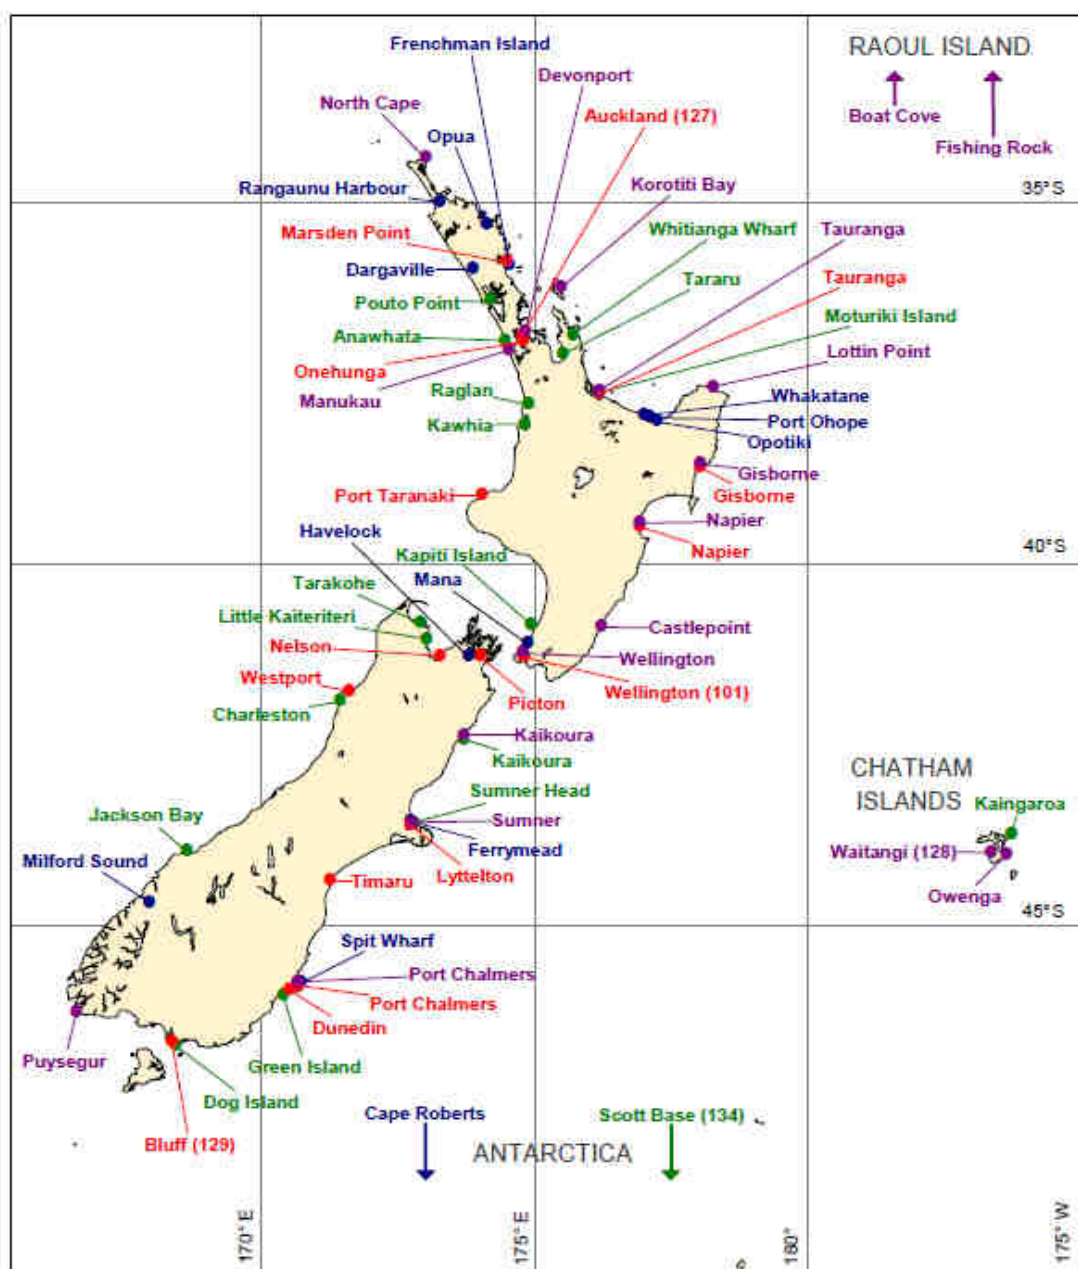 Frenchman Island
RAOUL ISLAND
Devonport
North Cape
Auckland (127)
Boat Cove
Opua
Fishing Rock
Rangaunu Harbour
Korotiti Bay
35°S
Marsden Point
Whitianga Wharf
Tauranga
Dargaville
Tararu
Tauranga
Pouto Point
Moturiki Island
Anawhata
Lottin Point
Onehunga
Manukau
Raglan
Whakatane
Kawhia
Port Ohope
Opotiki
Gisborne
Port Taranaki
Gisborne
Havelock
Napier
Kapiti Island
40°S
Napier
Mana
Tarakohe
Little Kaiteriteri
Castlepoint
Nelson
Wellington
Westport
Picton
Wellington (101)
Charleston
Kaikoura
Kaikoura
CHATHAM
ISLANDS
Sumner Head
Kaingaroa
Jackson Bay
Sumner
Milford Sound
Ferrymead
Waitangi (128)
Lyttelton
Timaru
Owenga
45°S
Spit Wharf
Port Chalmers
Port Chalmers
Dunedin
Puysegur
Green Island
Dog Island
Cape Roberts
Scott Base (134)
Bluff (129)
ANTARCTICA
170° E
175° E
180°
175° W